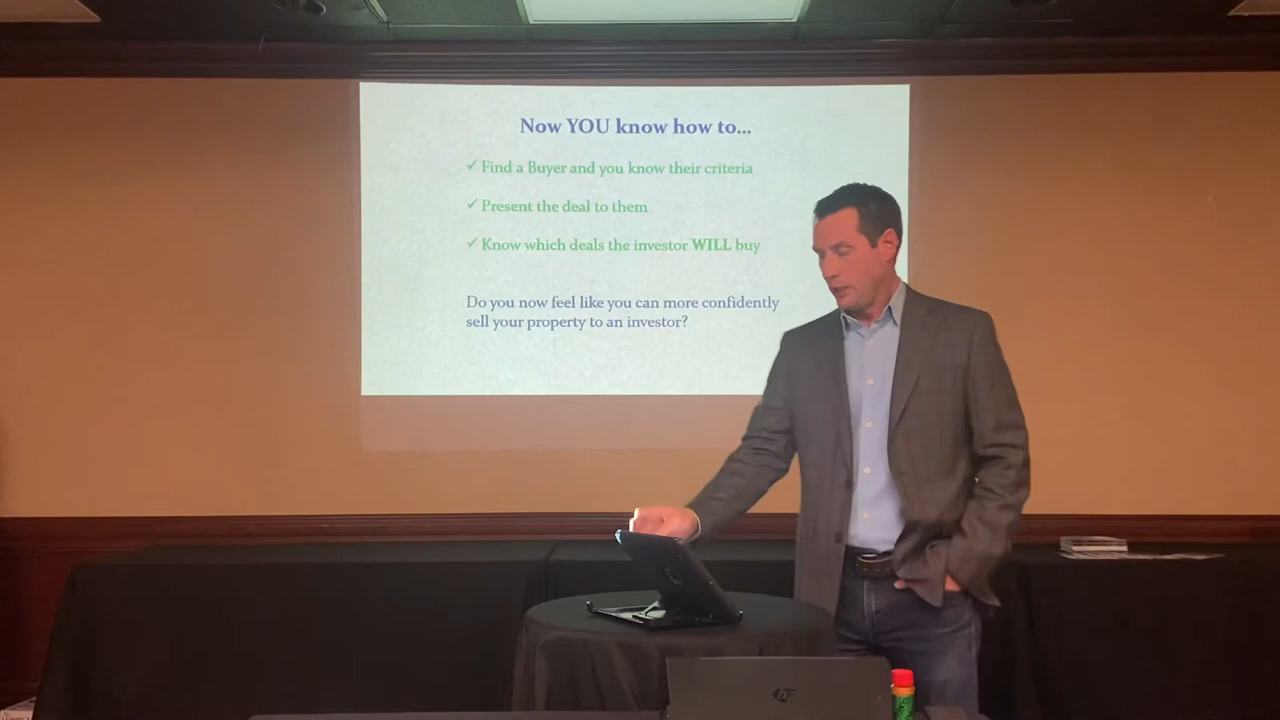 Now YOU know how to...
✓ Find a Buyer and you know their criteria
✓ Present the deal to them
✓ Know which deals the investor WILL buy
Do you now feel like you can more confidently
sell your property to an investor?
hp